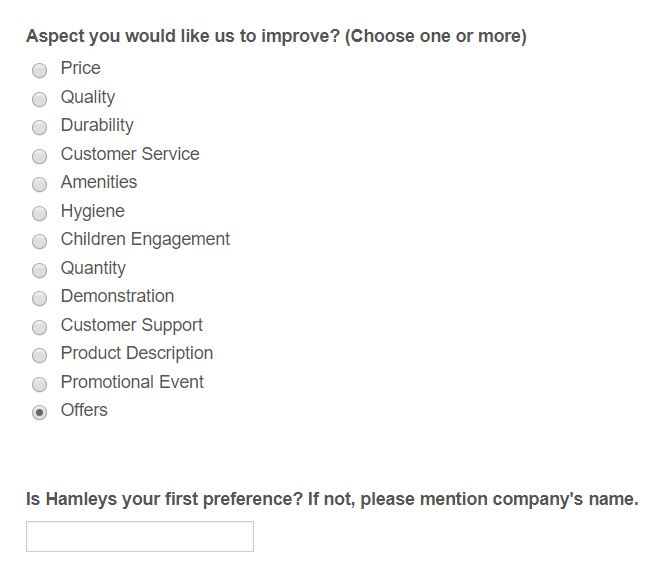 Aspect you would like us to improve? (Choose one or more)
Price
Quality
Durability
Customer Service
Amenities
Hygiene
Children Engagement
Quantity
Demonstration
Customer Support
Product Description
Promotional Event
Offers
Is Hamleys your first preference? If not, please mention company's name.